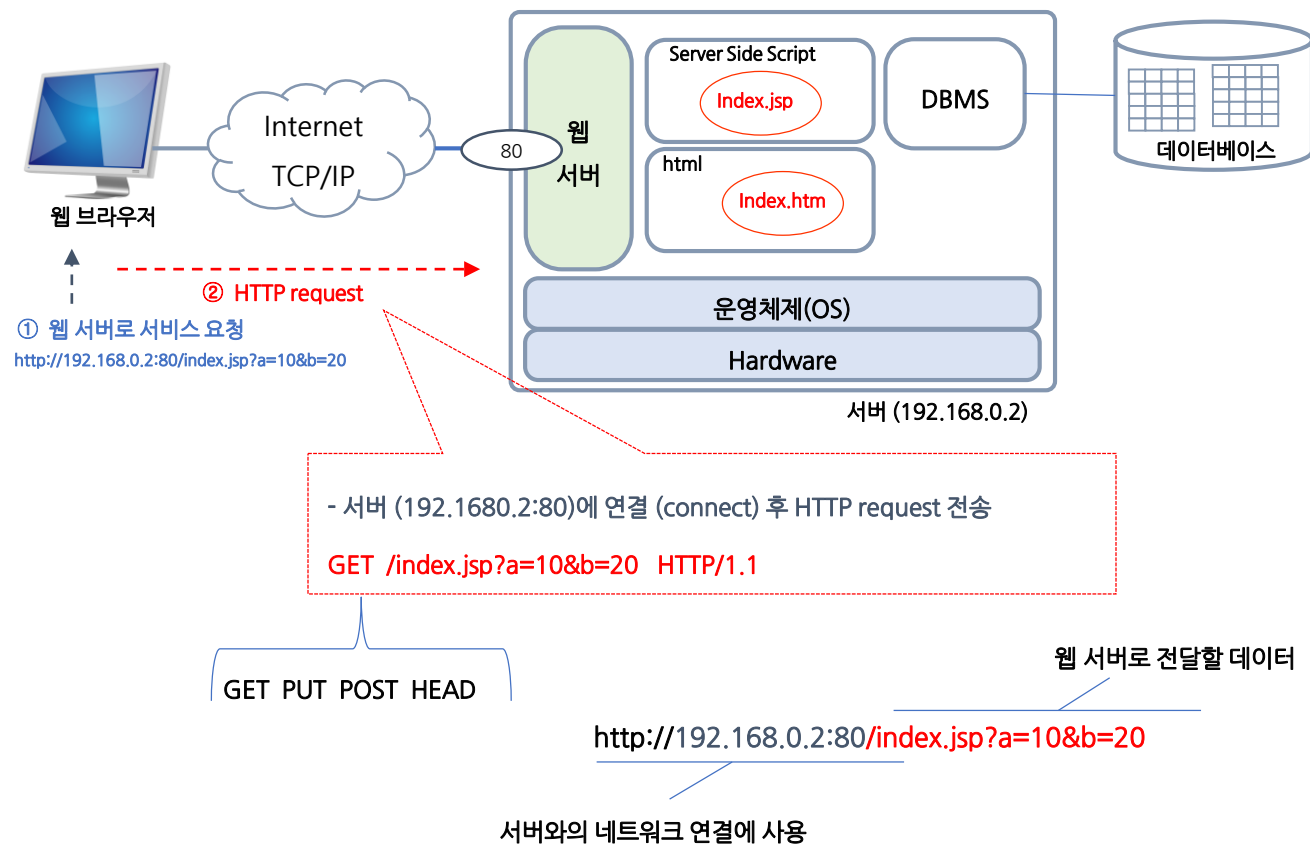 Server Side Script
Index.jsp
DBMS
데이터베이스
Internet
TCP/IP
80
웹
서버
html
Index.htm
웹 브라우저
② HTTP request
① 웹 서버로 서비스 요청
http://192.168.0.2:80/index.jsp?a=10&b=20
운영체제(OS)
Hardware
서버 (192.168.0.2)
- 서버 (192.1680.2:80)에 연결 (connect) 후 HTTP request 전송
GET /index.jsp?a=10&b=20 HTTP/1.1
GET PUT POST HEAD
웹 서버로 전달할 데이터
http://192.168.0.2:80/index.jsp?a=10&b=20
서버와의 네트워크 연결에 사용